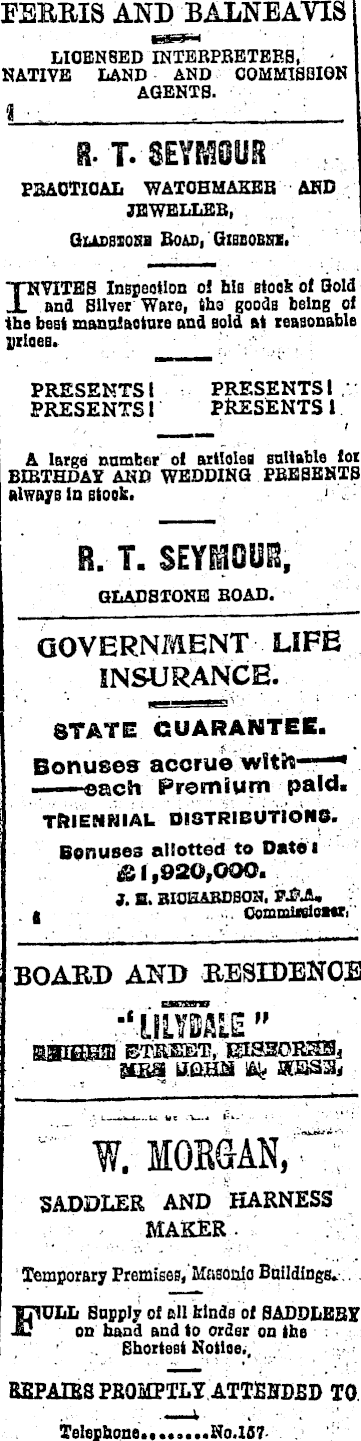 FERRIS AND BALNEAVIS
LICENSED INTERPRETERS,
NATIVE LAND AND COMMISSION
AGENTS.
R. T. SEYMOUR
PRACTICAL WATCHMAKER AND
JEWELLER,
GLADSTONE ROAD, GISBORNE.
INVITES Inspection of his stock of Gold
and Silver Ware, the goods being of
the best manufacture and sold at reasonable
prices.
PRESENTS! PRESENTS!
PRESENTS! PRESENTS!
A large number of articles suitable for
BIRTHDAY AND WEDDING PRESENTS
always in stock.
R. T. SEYMOUR,
GLADSTONE ROAD.
GOVERNMENT LIFE
INSURANCE.
STATE GUARANTEE.
Bonuses accrue with—
—each Premium paid.
TRIENNIAL DISTRIBUTIONS.
Bonuses allotted to Date:
£1,920,000.
J. H. RICHARDSON, F.F.A.,
Commissioner.
BOARD AND RESIDENCE
"LILYDALE"
STREET, GISBORNE,
MRS JOHN
W. MORGAN,
SADDLER AND HARNESS
MAKER.
Temporary Premises, Masonic Buildings.
FULL Supply of all kinds of SADDLERY
on hand and to order on the
Shortest Notice.
REPAIRS PROMPTLY ATTENDED TO.
Telephone........No.157